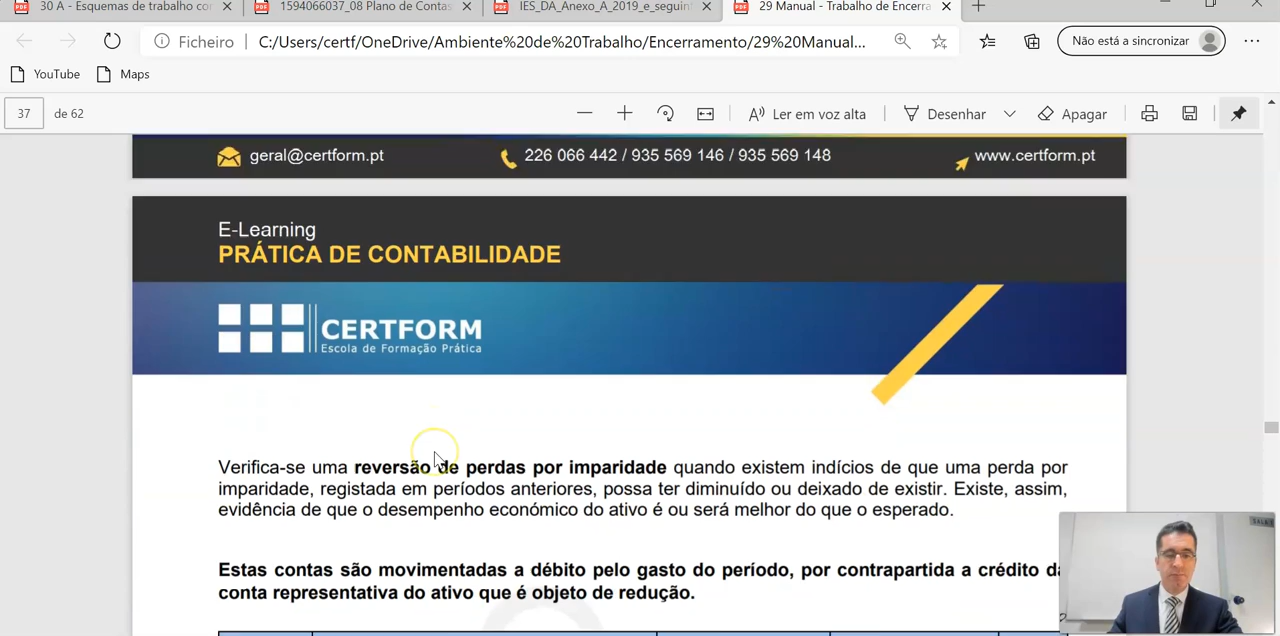 30 A - Esquemas de trabalho co
1594066037_08 Plano de Contas
IES_DA_Anexo_A_2019_e_seguin
29 Manual - Trabalho de Encerra
Ficheiro
C:/Users/certf/OneDrive/Ambiente%20de%20Trabalho/Encerramento/29%20Manual...
Não está a sincronizar
YouTube
Maps
37
de 62
Ler em voz alta
Desenhar
Apagar
geral@certform.pt
226 066 442 / 935 569 146 / 935 569 148
www.certform.pt
E-Learning
PRÁTICA DE CONTABILIDADE
CERTFORM
Escola de Formação Prática
Verifica-se uma reversão de perdas por imparidade quando existem indícios de que uma perda por
imparidade, registada em períodos anteriores, possa ter diminuído ou deixado de existir. Existe, assim,
evidência de que o desempenho económico do ativo é ou será melhor do que o esperado.
Estas contas são movimentadas a débito pelo gasto do período, por contrapartida a crédito da
conta representativa do ativo que é objeto de redução.